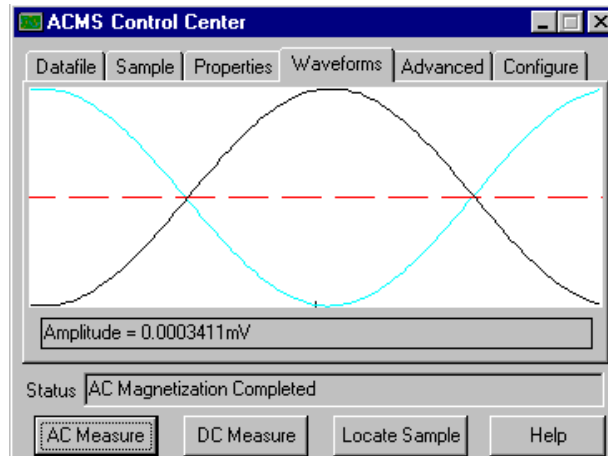 ACMS Control Center
Datafile Sample Properties Waveforms Advanced Configure
Amplitude = 0.0003411mV
Status AC Magnetization Completed
AC Measure DC Measure Locate Sample Help